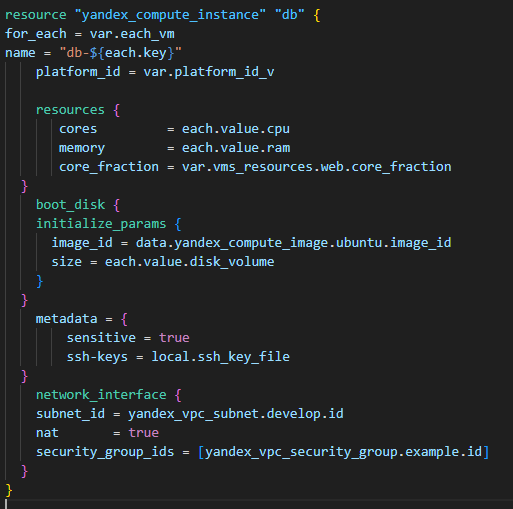 resource "yandex_compute_instance" "db" {
for_each = var.each_vm
name = "db-${each.key}"
    platform_id = var.platform_id_v

    resources {
       cores         = each.value.cpu
       memory        = each.value.ram
       core_fraction = var.vms_resources.web.core_fraction
  }
    boot_disk {
    initialize_params {
      image_id = data.yandex_compute_image.ubuntu.image_id
      size = each.value.disk_volume
    }
  }
    metadata = {
        sensitive = true
        ssh-keys = local.ssh_key_file
  }
    network_interface {
    subnet_id = yandex_vpc_subnet.develop.id
    nat       = true
    security_group_ids = [yandex_vpc_security_group.example.id]
  }
}